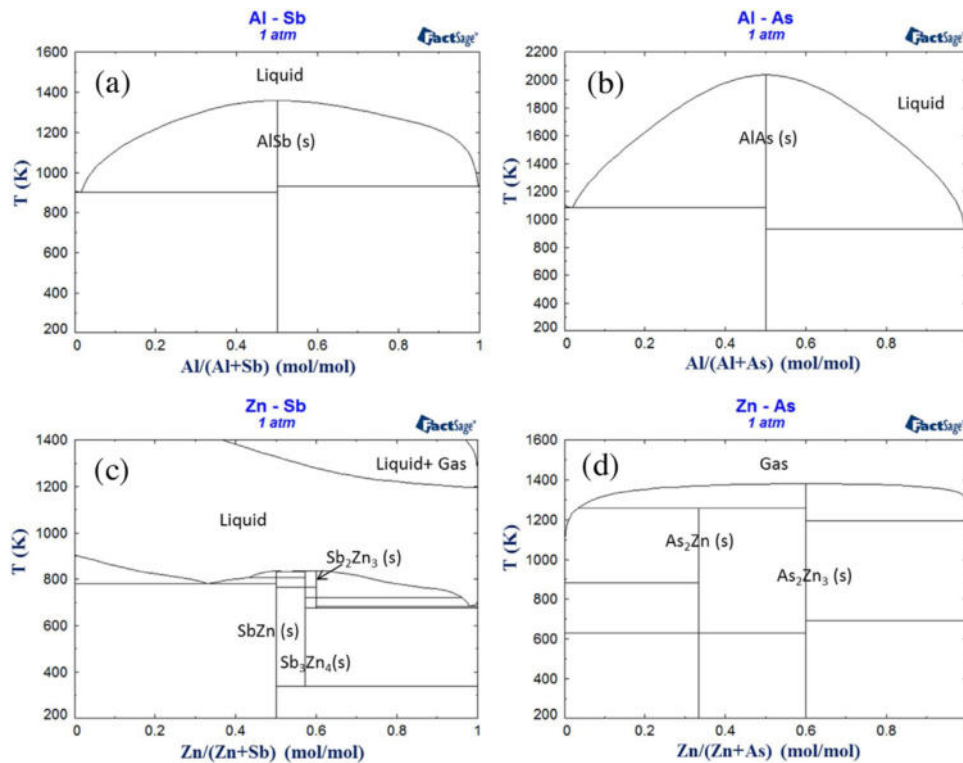 Al - Sb
1 atm
FactSage®
(a)
Liquid
AlSb (s)
T (K)
1600
1400
1200
1000
800
600
400
200
0
0.2
0.4
0.6
0.8
1
Al/(Al+Sb) (mol/mol)
Al - As
1 atm
FactSage®
(b)
Liquid
AlAs (s)
T (K)
2200
2000
1800
1600
1400
1200
1000
800
600
400
200
0
0.2
0.4
0.6
0.8
Al/(Al+As) (mol/mol)
Zn - Sb
1 atm
FactSage®
(c)
Liquid+ Gas
Liquid
Sb₂Zn₃ (s)
SbZn (s)
Sb₃Zn₄(s)
T (K)
1400
1200
1000
800
600
400
200
0
0.2
0.4
0.6
0.8
1
Zn/(Zn+Sb) (mol/mol)
Zn - As
1 atm
FactSage®
(d)
Gas
As₂Zn (s)
As₂Zn₃ (s)
T (K)
1600
1400
1200
1000
800
600
400
200
0
0.2
0.4
0.6
0.8
Zn/(Zn+As) (mol/mol)